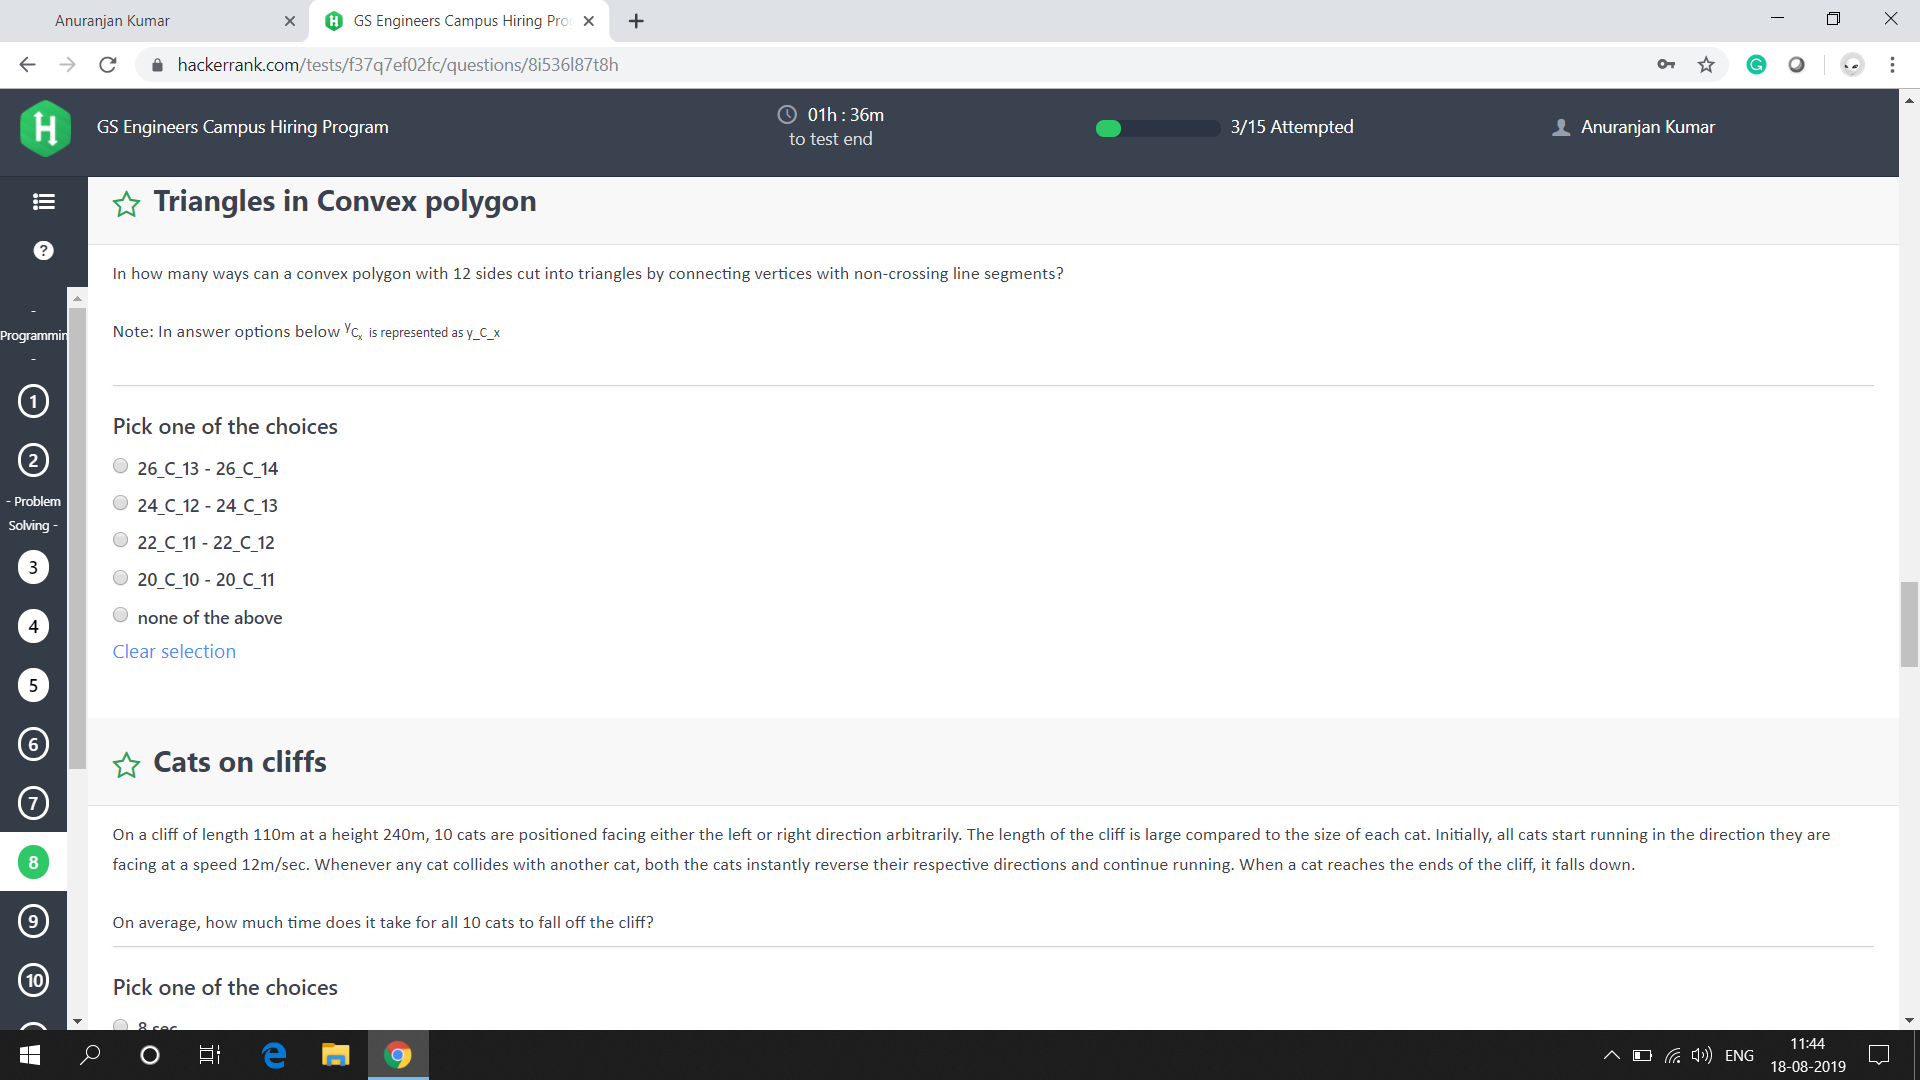 Anuranjan Kumar
GS Engineers Campus Hiring Pro
hackerrank.com/tests/f37q7ef02fc/questions/8i536l87t8h
GS Engineers Campus Hiring Program
01h : 36m
to test end
3/15 Attempted
Anuranjan Kumar
-
Programmin
-
1
2
- Problem
Solving -
3
4
5
6
7
8
9
10
Triangles in Convex polygon
In how many ways can a convex polygon with 12 sides cut into triangles by connecting vertices with non-crossing line segments?
Note: In answer options below yCx is represented as y_C_x
Pick one of the choices
26_C_13 - 26_C_14
24_C_12 - 24_C_13
22_C_11 - 22_C_12
20_C_10 - 20_C_11
none of the above
Clear selection
Cats on cliffs
On a cliff of length 110m at a height 240m, 10 cats are positioned facing either the left or right direction arbitrarily. The length of the cliff is large compared to the size of each cat. Initially, all cats start running in the direction they are
facing at a speed 12m/sec. Whenever any cat collides with another cat, both the cats instantly reverse their respective directions and continue running. When a cat reaches the ends of the cliff, it falls down.
On average, how much time does it take for all 10 cats to fall off the cliff?
Pick one of the choices
8 sec
ENG
11:44
18-08-2019